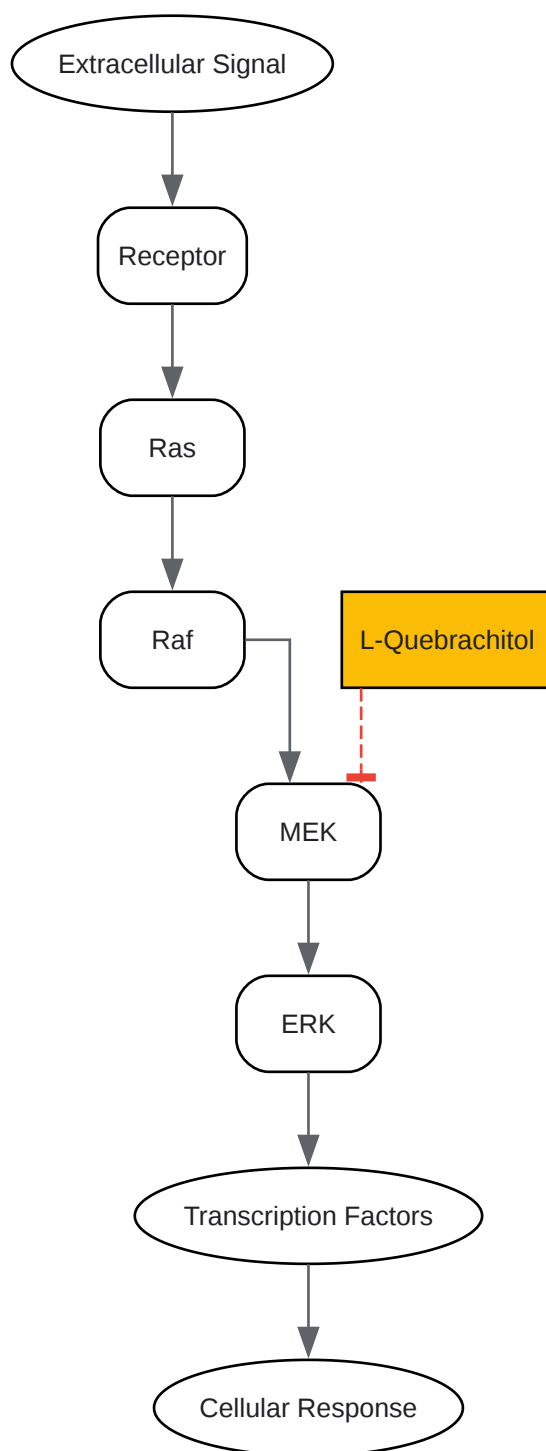 Extracellular Signal
Receptor
Ras
Raf
L-Quebrachitol
MEK
ERK
Transcription Factors
Cellular Response